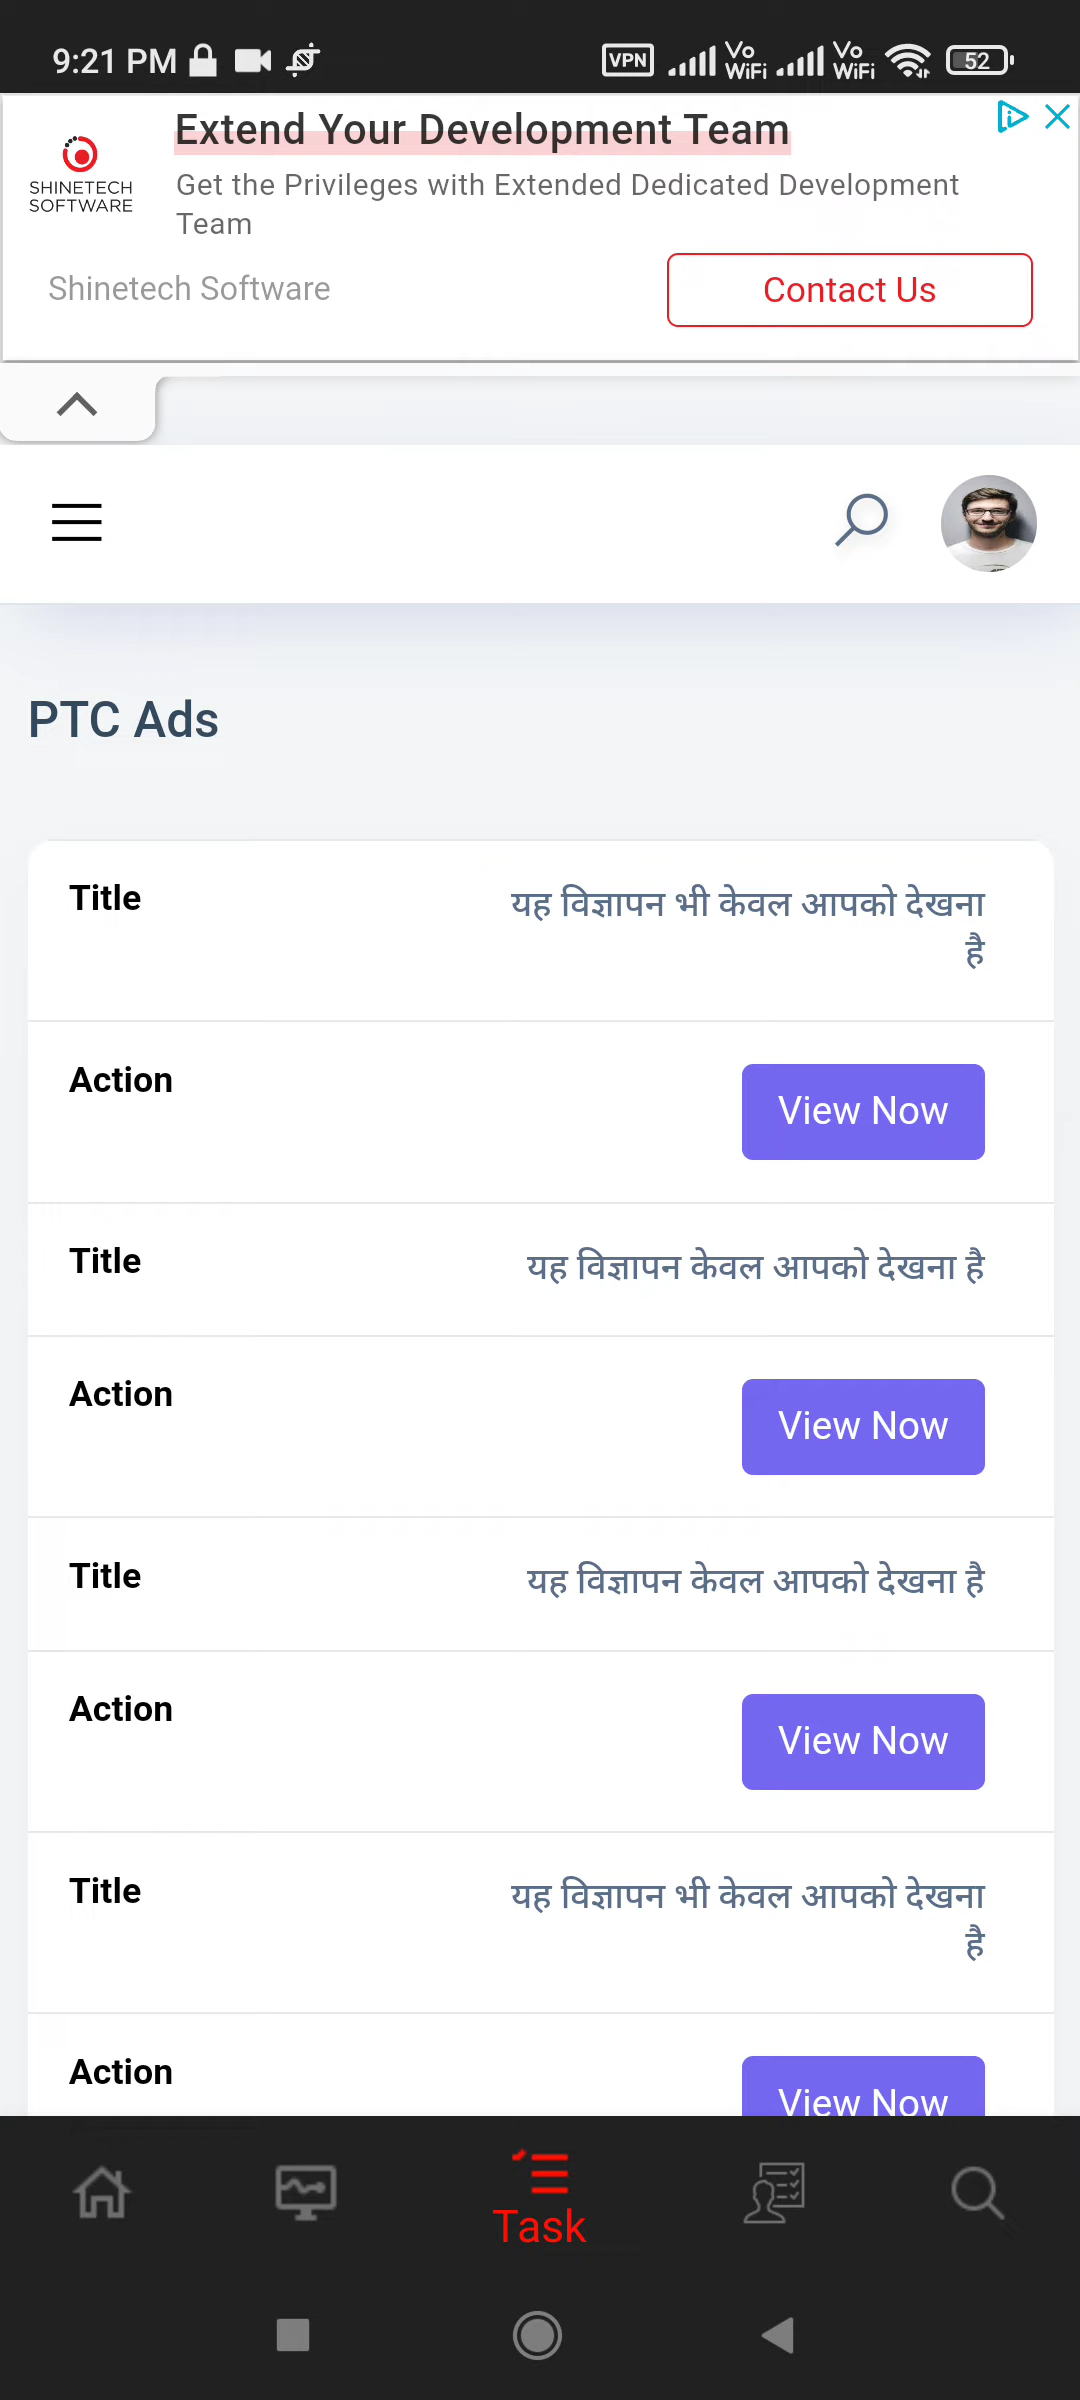 9:21 PM
VPN
Vo
WiFi
Vo
WiFi
52
Extend Your Development Team
Get the Privileges with Extended Dedicated Development
Team
SHINETECH
SOFTWARE
Shinetech Software
Contact Us
PTC Ads
Title
यह विज्ञापन भी केवल आपको देखना
है
Action
View Now
Title
यह विज्ञापन केवल आपको देखना है
Action
View Now
Title
यह विज्ञापन केवल आपको देखना है
Action
View Now
Title
यह विज्ञापन भी केवल आपको देखना
है
Action
View Now
Task